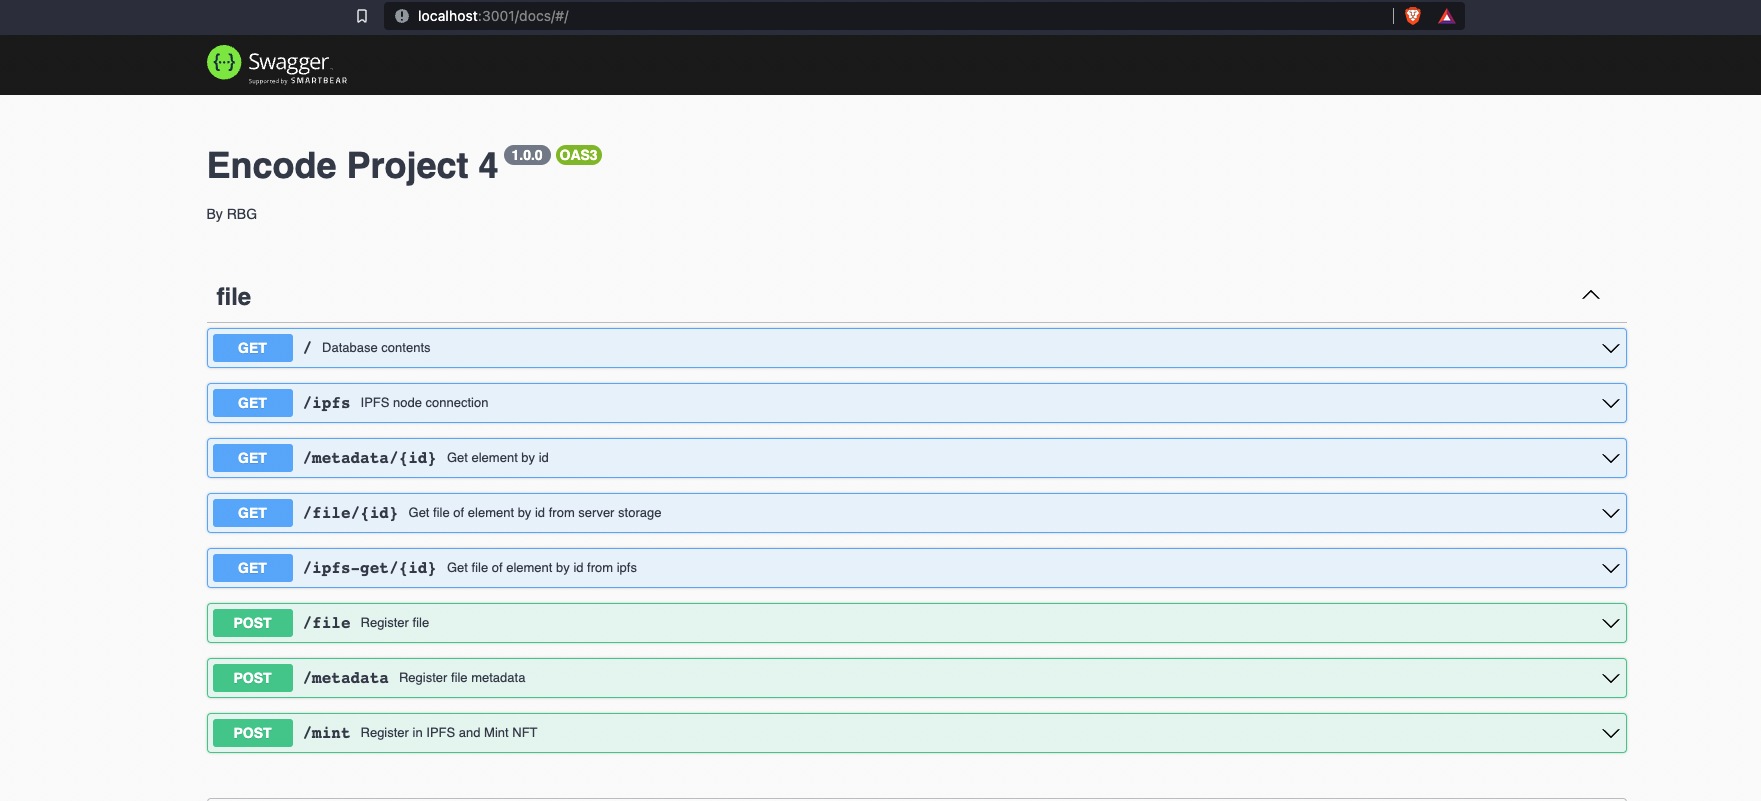 localhost:3001/docs/#/
{···} Swagger
Supported by SMARTBEAR
Encode Project 4 1.0.0 OAS3
By RBG
file
GET / Database contents
GET /ipfs IPFS node connection
GET /metadata/{id} Get element by id
GET /file/{id} Get file of element by id from server storage
GET /ipfs-get/{id} Get file of element by id from ipfs
POST /file Register file
POST /metadata Register file metadata
POST /mint Register in IPFS and Mint NFT